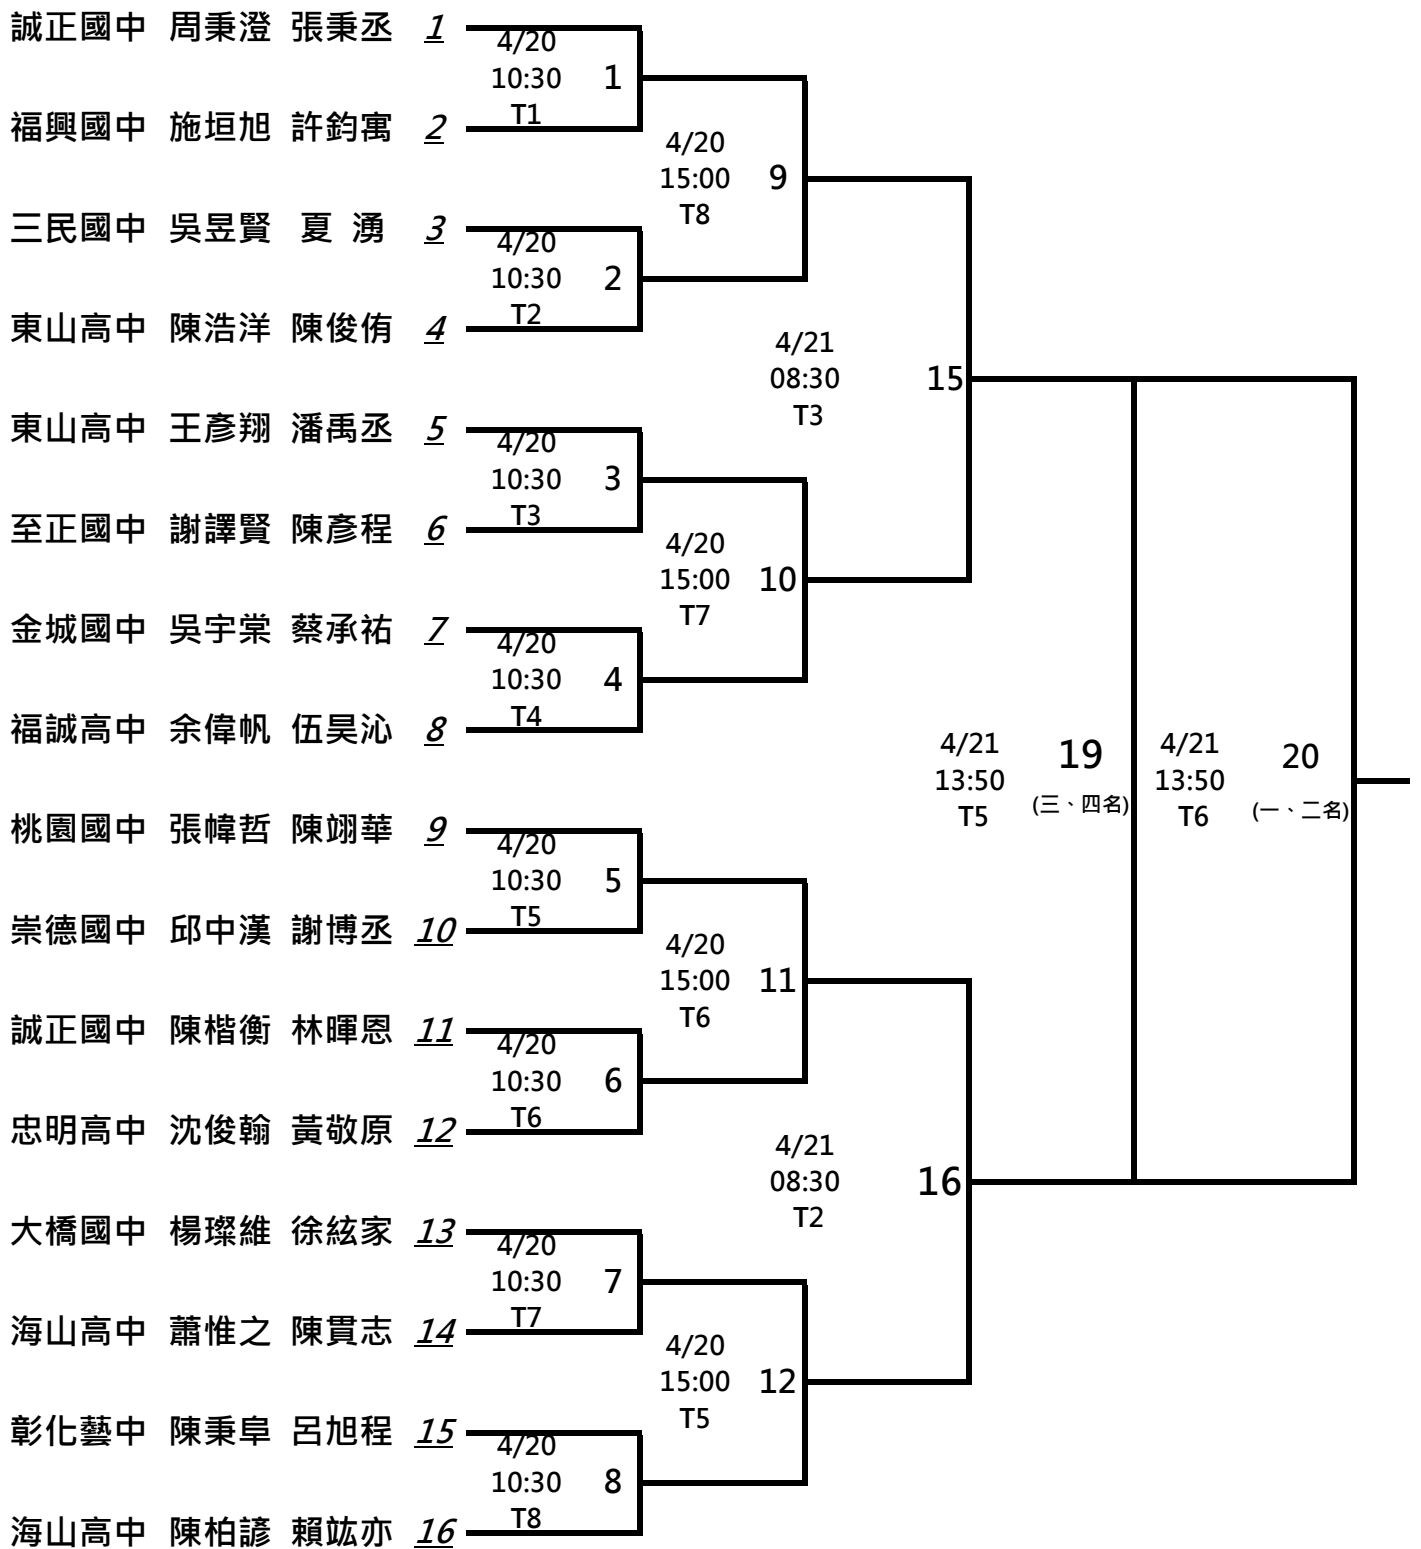 誠正國中 周秉澄 張秉丞 1
4/20
10:30 1
T1
福興國中 施垣旭 許鈞寓 2
4/20
15:00 9
T8
三民國中 吳昱賢 夏 湧 3
4/20
10:30 2
T2
東山高中 陳浩洋 陳俊侑 4
4/21
08:30 15
T3
東山高中 王彥翔 潘禹丞 5
4/20
10:30 3
T3
至正國中 謝譯賢 陳彥程 6
4/20
15:00 10
T7
金城國中 吳宇棠 蔡承祐 7
4/20
10:30 4
T4
福誠高中 余偉帆 伍昊沁 8
4/21
13:50 19
T5 (三、四名)
4/21
13:50 20
T6 (一、二名)
桃園國中 張幃哲 陳翊華 9
4/20
10:30 5
T5
崇德國中 邱中漢 謝博丞 10
4/20
15:00 11
T6
誠正國中 陳楷衡 林暉恩 11
4/20
10:30 6
T6
忠明高中 沈俊翰 黃敬原 12
4/21
08:30 16
T2
大橋國中 楊璨維 徐絃家 13
4/20
10:30 7
T7
海山高中 蕭惟之 陳貫志 14
4/20
15:00 12
T5
彰化藝中 陳秉阜 呂旭程 15
4/20
10:30 8
T8
海山高中 陳柏諺 賴竑亦 16